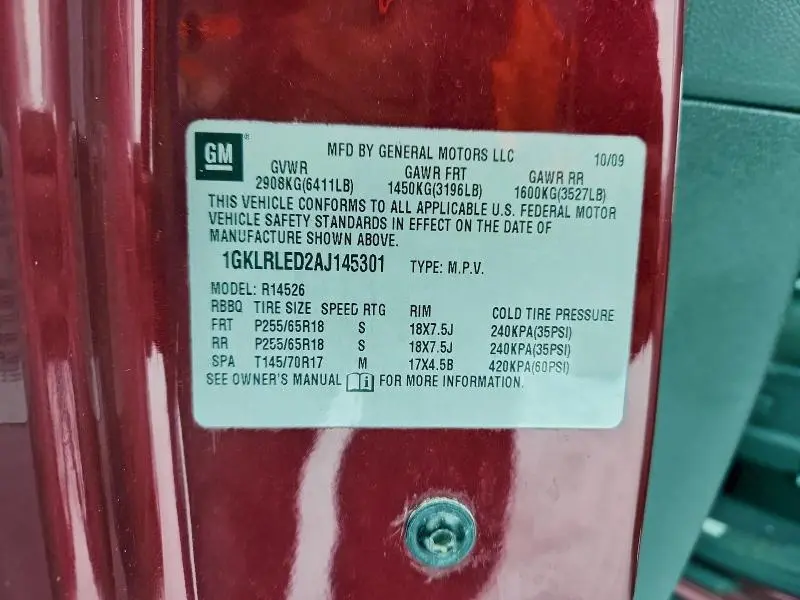 GM
MFD BY GENERAL MOTORS LLC 10/09
GVWR GAWR FRT GAWR RR
2908KG(6411LB) 1450KG(3196LB) 1600KG(3527LB)
THIS VEHICLE CONFORMS TO ALL APPLICABLE U.S. FEDERAL MOTOR
VEHICLE SAFETY STANDARDS IN EFFECT ON THE DATE OF
MANUFACTURE SHOWN ABOVE.
1GKLRLED2AJ145301 TYPE: M.P.V.
MODEL: R14526
RBBQ TIRE SIZE SPEED RTG RIM COLD TIRE PRESSURE
FRT P255/65R18 S 18X7.5J 240KPA(35PSI)
RR P255/65R18 S 18X7.5J 240KPA(35PSI)
SPA T145/70R17 M 17X4.5B 420KPA(60PSI)
SEE OWNER'S MANUAL i FOR MORE INFORMATION.